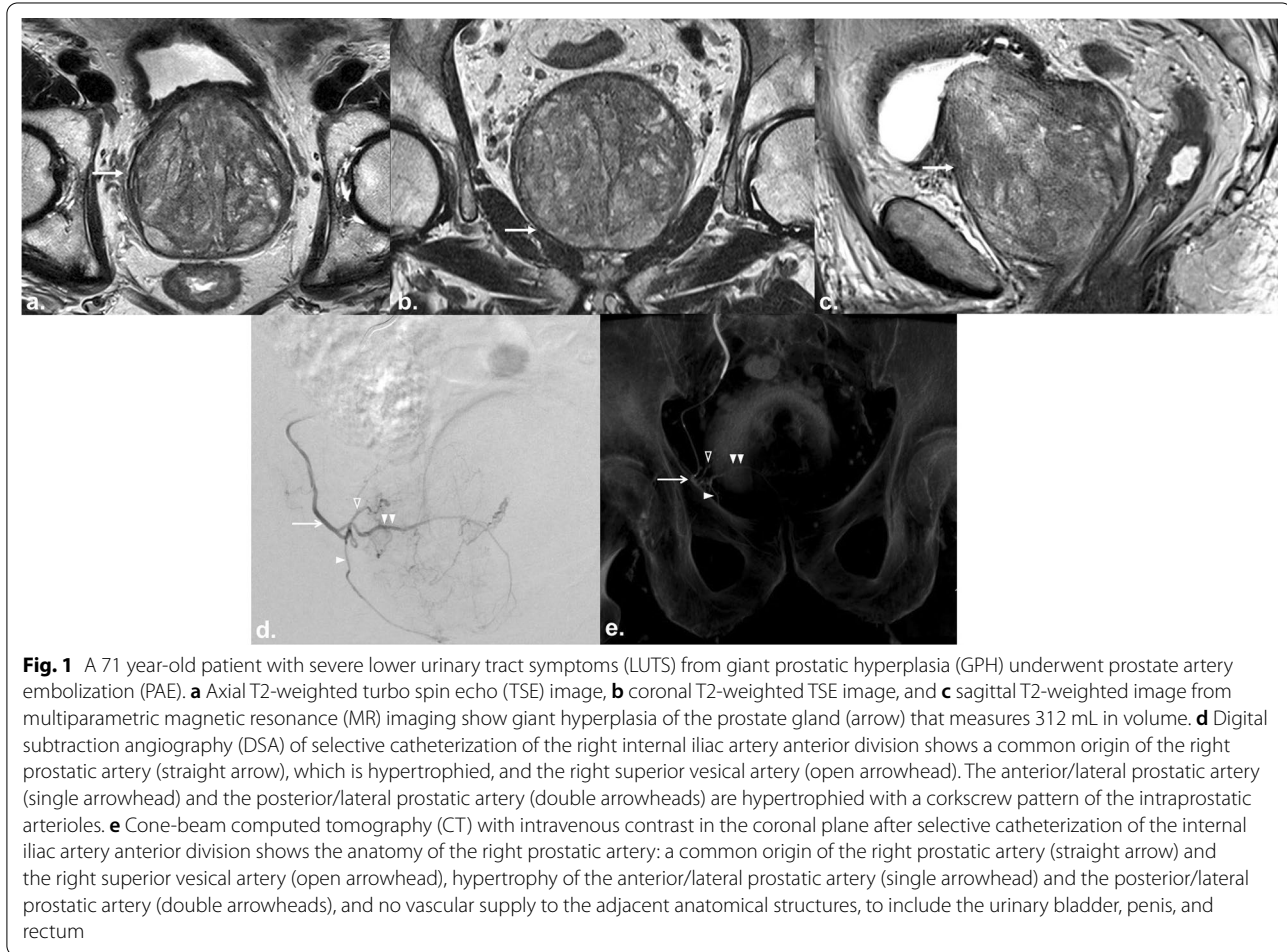 a.
b.
c.
d.
e.
Fig. 1 A 71 year-old patient with severe lower urinary tract symptoms (LUTS) from giant prostatic hyperplasia (GPH) underwent prostate artery
embolization (PAE). a Axial T2-weighted turbo spin echo (TSE) image, b coronal T2-weighted TSE image, and c sagittal T2-weighted image from
multiparametric magnetic resonance (MR) imaging show giant hyperplasia of the prostate gland (arrow) that measures 312 mL in volume. d Digital
subtraction angiography (DSA) of selective catheterization of the right internal iliac artery anterior division shows a common origin of the right
prostatic artery (straight arrow), which is hypertrophied, and the right superior vesical artery (open arrowhead). The anterior/lateral prostatic artery
(single arrowhead) and the posterior/lateral prostatic artery (double arrowheads) are hypertrophied with a corkscrew pattern of the intraprostatic
arterioles. e Cone-beam computed tomography (CT) with intravenous contrast in the coronal plane after selective catheterization of the internal
iliac artery anterior division shows the anatomy of the right prostatic artery: a common origin of the right prostatic artery (straight arrow) and
the right superior vesical artery (open arrowhead), hypertrophy of the anterior/lateral prostatic artery (single arrowhead) and the posterior/lateral
prostatic artery (double arrowheads), and no vascular supply to the adjacent anatomical structures, to include the urinary bladder, penis, and
rectum